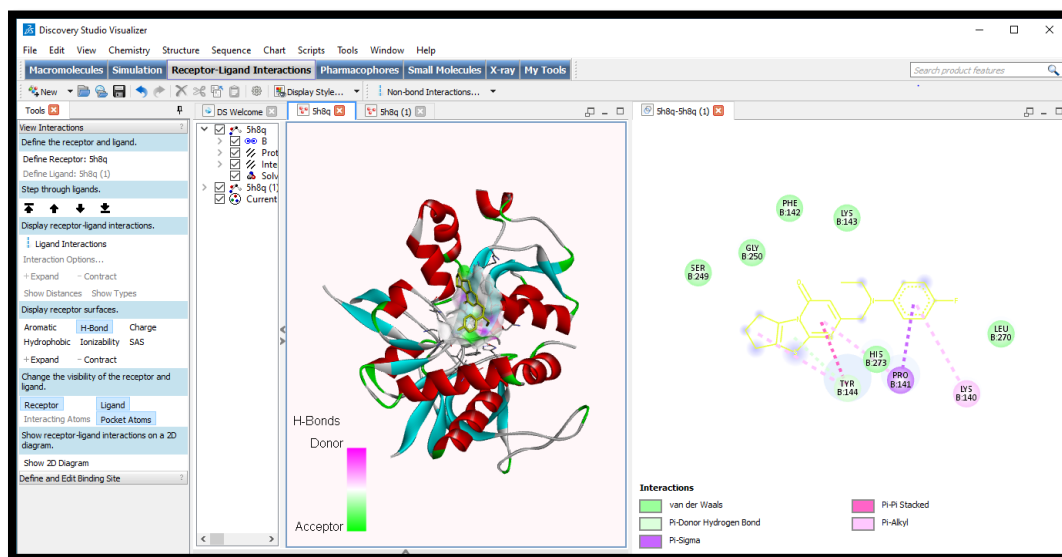 Discovery Studio Visualizer
File Edit View Chemistry Structure Sequence Chart Scripts Tools Window Help
Macromolecules Simulation Receptor-Ligand Interactions Pharmacophores Small Molecules X-ray My Tools
Search product features
New Display Style... Non-bond Interactions...
Tools
View Interactions ?
Define the receptor and ligand.
Define Receptor: 5h8q
Define Ligand: 5h8q (1)
Step through ligands.
Display receptor-ligand interactions.
Ligand Interactions
Interaction Options...
+ Expand - Contract
Show Distances Show Types
Display receptor surfaces.
Aromatic H-Bond Charge
Hydrophobic Ionizability SAS
+ Expand - Contract
Change the visibility of the receptor and
ligand.
Receptor Ligand
Interacting Atoms Pocket Atoms
Show receptor-ligand interactions on a 2D
diagram.
Show 2D Diagram
Define and Edit Binding Site ?
DS Welcome 5h8q 5h8q (1)
5h8q
B
Prot
Inte
Solv
5h8q (1)
Current
H-Bonds
Donor
Acceptor
5h8q-5h8q (1)
PHE
B:142
LYS
B:143
GLY
B:250
SER
B:249
LEU
B:270
HIS
B:273
TYR
B:144
PRO
B:141
LYS
B:140
Interactions
van der Waals
Pi-Donor Hydrogen Bond
Pi-Sigma
Pi-Pi Stacked
Pi-Alkyl